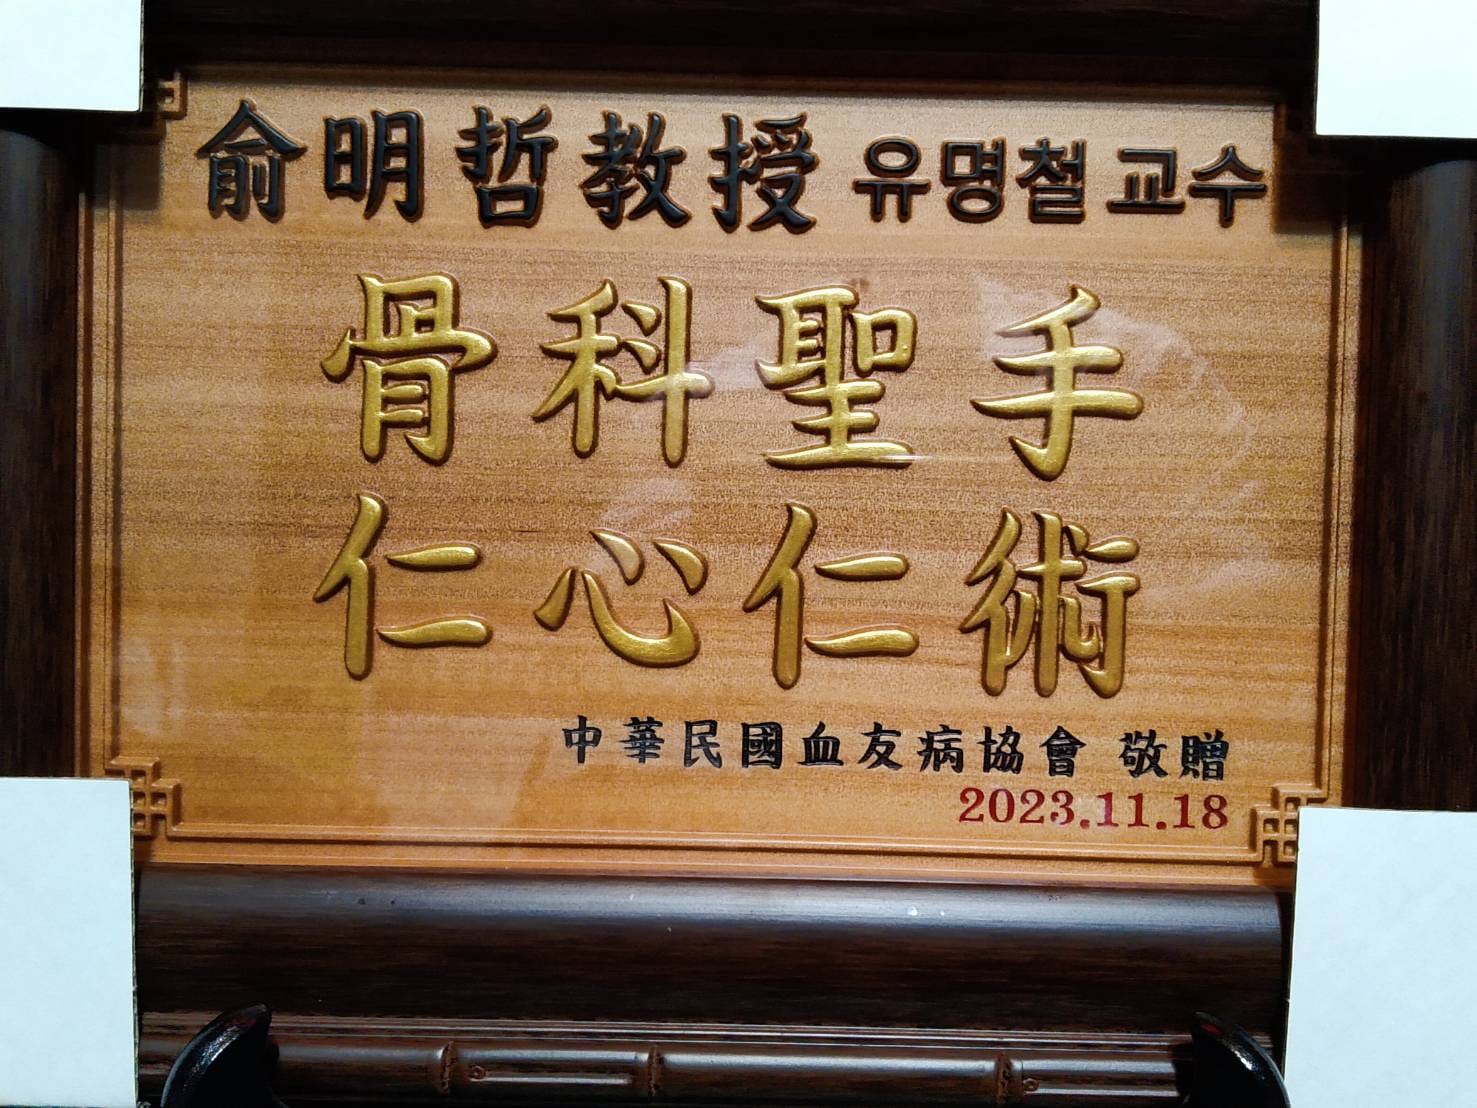 俞明哲教授 유명철 교수
骨科聖手
仁心仁術
中華民國血友病協會 敬贈
2023.11.18